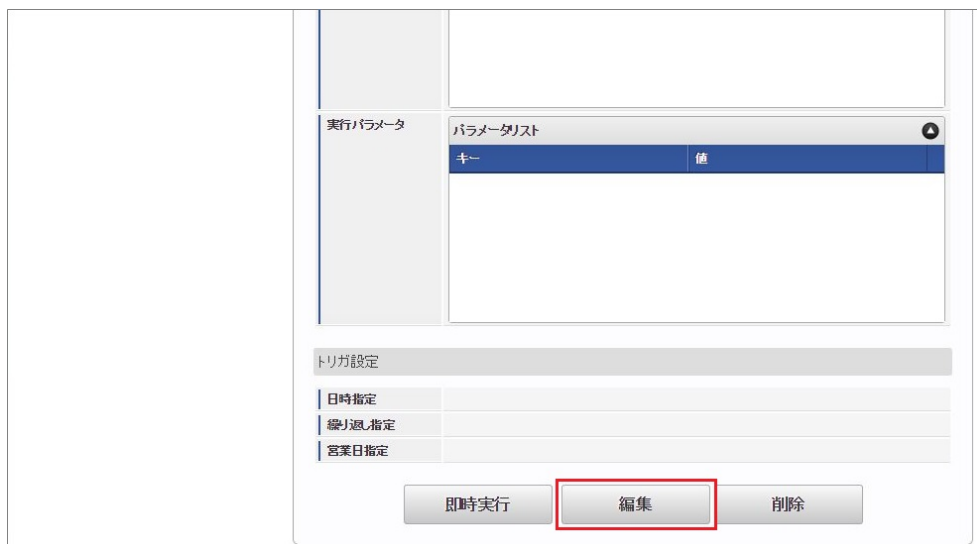 実行パラメータ
パラメータリスト
キー 値
トリガ設定
日時指定
繰り返し指定
営業日指定
即時実行 編集 削除